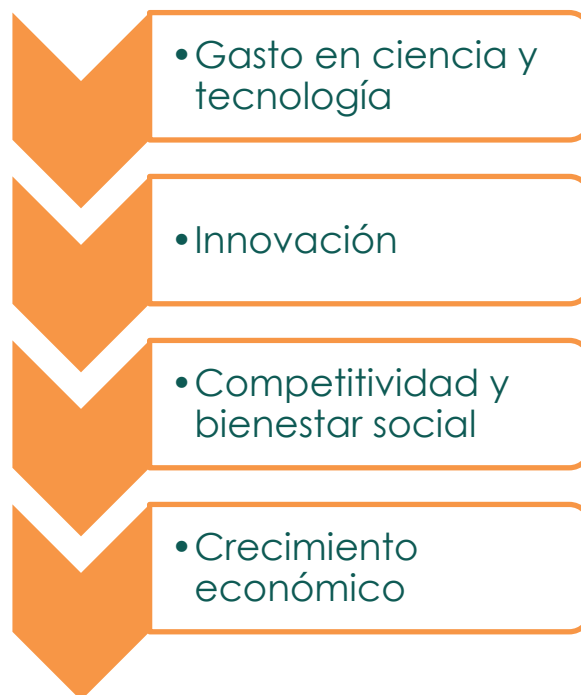 •Gasto en ciencia y
tecnología
•Innovación
•Competitividad y
bienestar social
•Crecimiento
económico